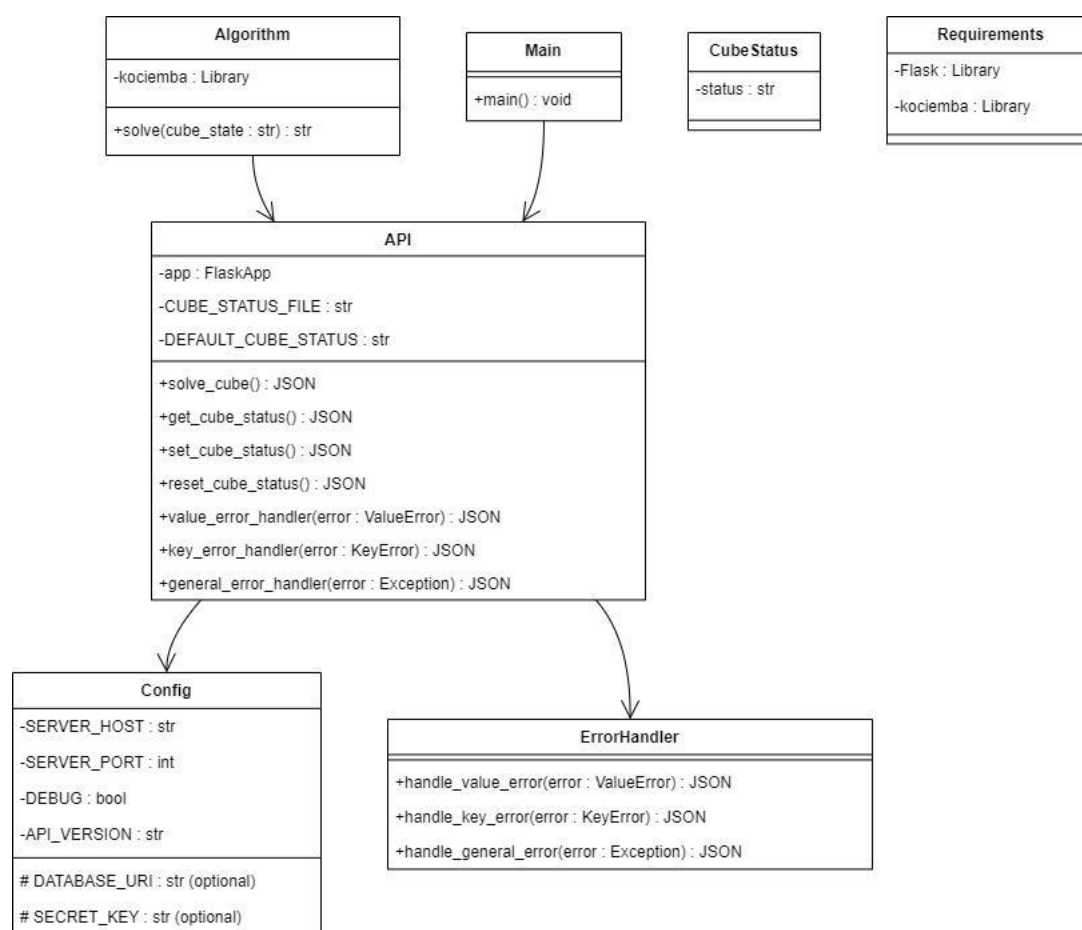 Algorithm
-kociemba : Library
+solve(cube_state : str) : str
Main
+main() : void
CubeStatus
-status : str
Requirements
-Flask : Library
-kociemba : Library
API
-app : FlaskApp
-CUBE_STATUS_FILE : str
-DEFAULT_CUBE_STATUS : str
+solve_cube() : JSON
+get_cube_status() : JSON
+set_cube_status() : JSON
+reset_cube_status() : JSON
+value_error_handler(error : ValueError) : JSON
+key_error_handler(error : KeyError) : JSON
+general_error_handler(error : Exception) : JSON
Config
-SERVER_HOST : str
-SERVER_PORT : int
-DEBUG : bool
-API_VERSION : str
# DATABASE_URI : str (optional)
# SECRET_KEY : str (optional)
ErrorHandler
+handle_value_error(error : ValueError) : JSON
+handle_key_error(error : KeyError) : JSON
+handle_general_error(error : Exception) : JSON